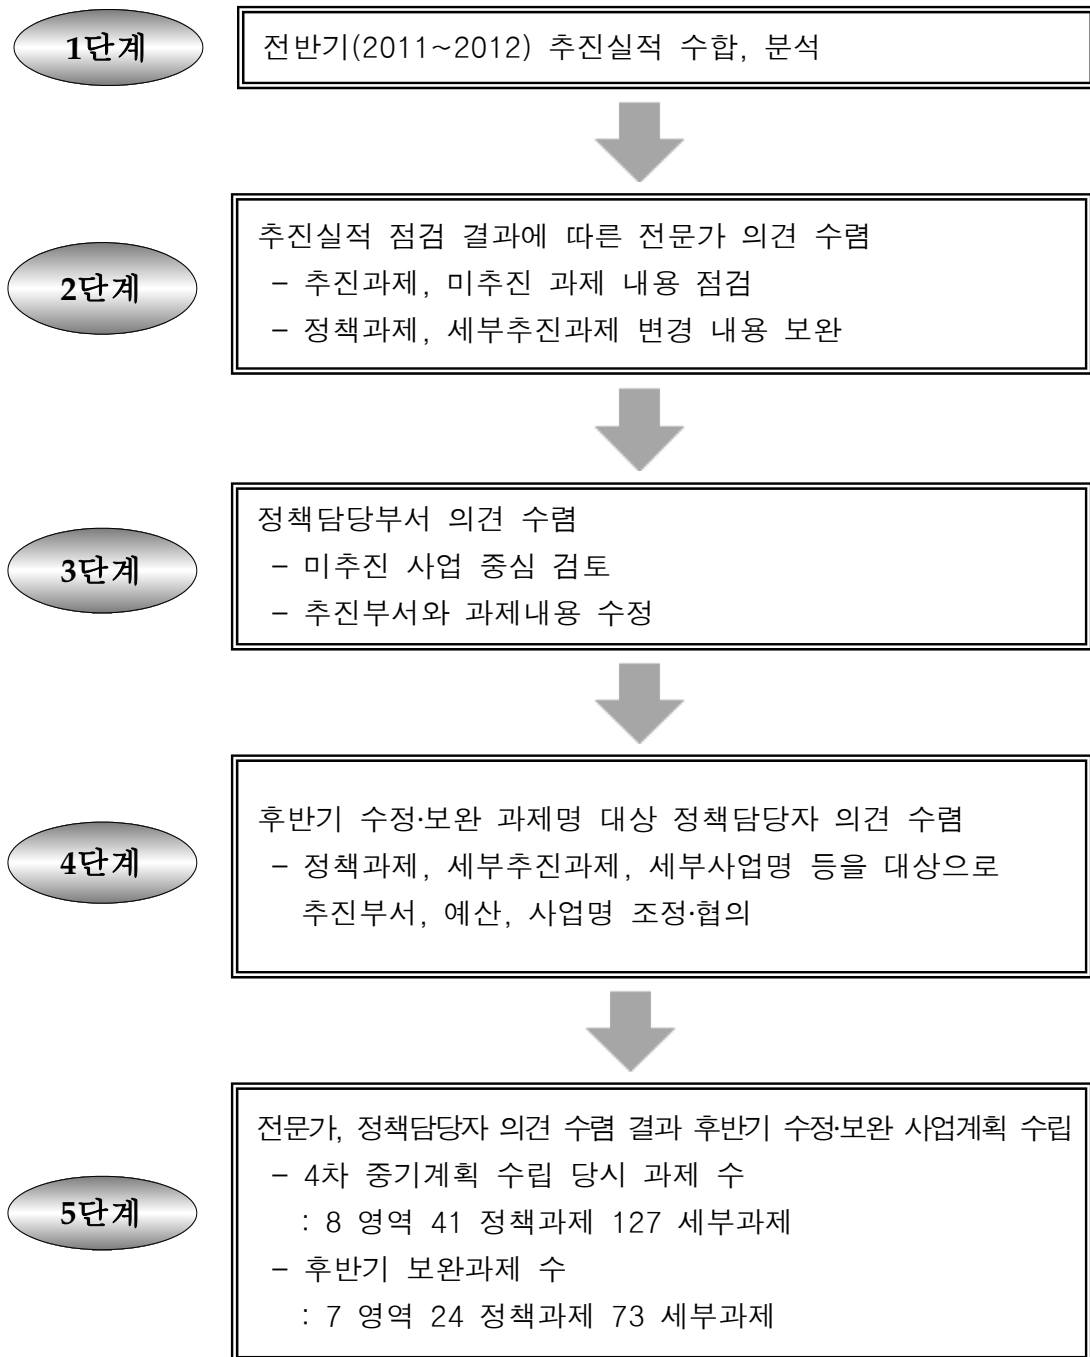 1단계
전반기(2011~2012) 추진실적 수합, 분석
2단계
추진실적 점검 결과에 따른 전문가 의견 수렴
– 추진과제, 미추진 과제 내용 점검
– 정책과제, 세부추진과제 변경 내용 보완
3단계
정책담당부서 의견 수렴
– 미추진 사업 중심 검토
– 추진부서와 과제내용 수정
4단계
후반기 수정·보완 과제명 대상 정책담당자 의견 수렴
– 정책과제, 세부추진과제, 세부사업명 등을 대상으로
추진부서, 예산, 사업명 조정·협의
5단계
전문가, 정책담당자 의견 수렴 결과 후반기 수정·보완 사업계획 수립
– 4차 중기계획 수립 당시 과제 수
: 8 영역 41 정책과제 127 세부과제
– 후반기 보완과제 수
: 7 영역 24 정책과제 73 세부과제